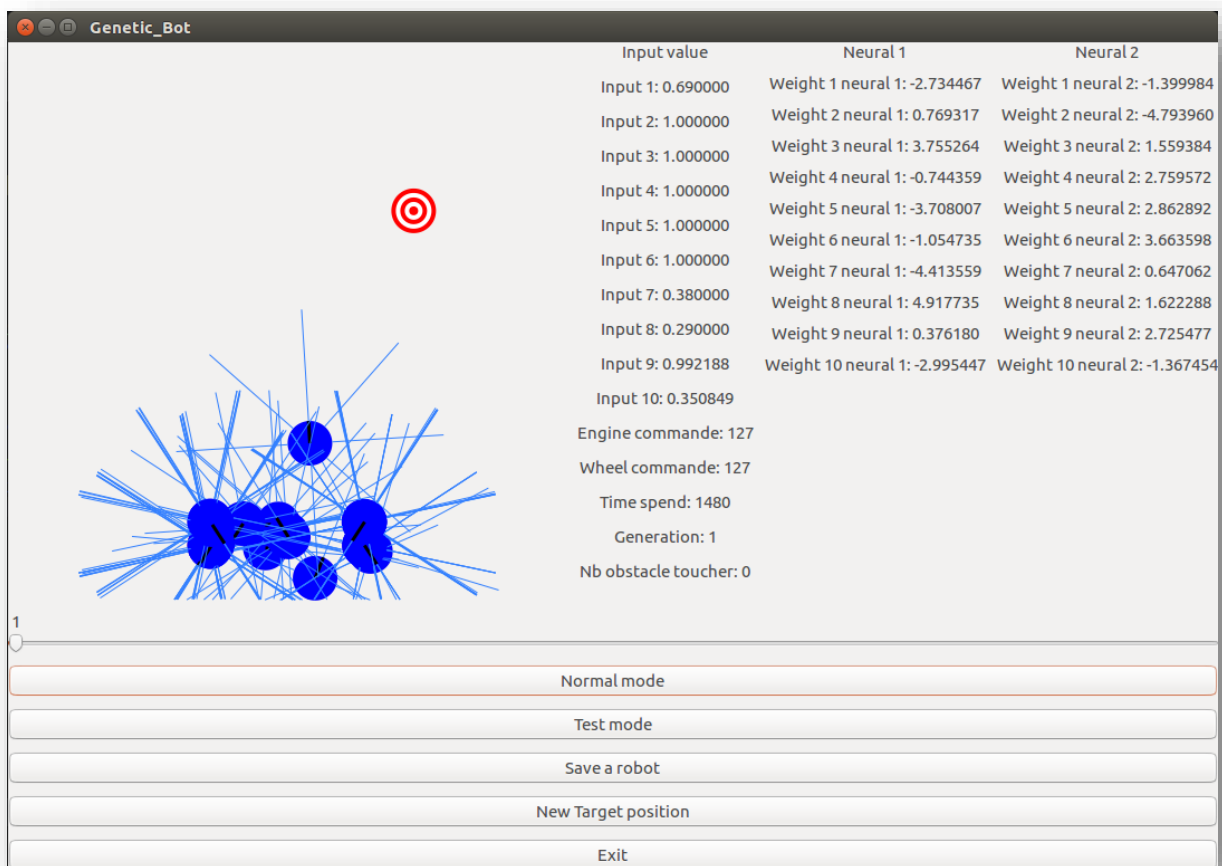 Genetic_Bot
Input value
Input 1: 0.690000
Input 2: 1.000000
Input 3: 1.000000
Input 4: 1.000000
Input 5: 1.000000
Input 6: 1.000000
Input 7: 0.380000
Input 8: 0.290000
Input 9: 0.992188
Input 10: 0.350849
Engine commande: 127
Wheel commande: 127
Time spend: 1480
Generation: 1
Nb obstacle toucher: 0
Neural 1
Weight 1 neural 1: -2.734467
Weight 2 neural 1: 0.769317
Weight 3 neural 1: 3.755264
Weight 4 neural 1: -0.744359
Weight 5 neural 1: -3.708007
Weight 6 neural 1: -1.054735
Weight 7 neural 1: -4.413559
Weight 8 neural 1: 4.917735
Weight 9 neural 1: 0.376180
Weight 10 neural 1: -2.995447
Neural 2
Weight 1 neural 2: -1.399984
Weight 2 neural 2: -4.793960
Weight 3 neural 2: 1.559384
Weight 4 neural 2: 2.759572
Weight 5 neural 2: 2.862892
Weight 6 neural 2: 3.663598
Weight 7 neural 2: 0.647062
Weight 8 neural 2: 1.622288
Weight 9 neural 2: 2.725477
Weight 10 neural 2: -1.367454
1
Normal mode
Test mode
Save a robot
New Target position
Exit